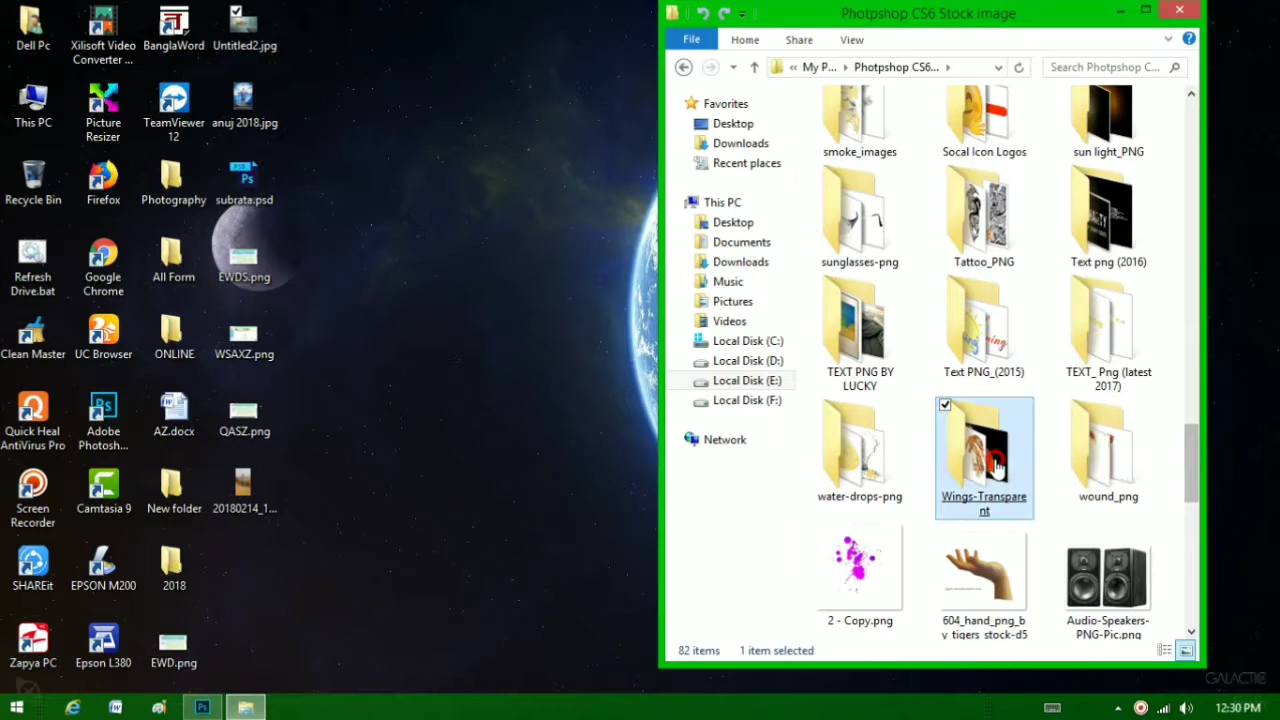 Dell Pc
Xilisoft Video
Converter ...
BanglaWord
Untitled2.jpg
This PC
Picture
Resizer
TeamViewer
12
anuj 2018.jpg
Recycle Bin
Firefox
Photography
subrata.psd
Refresh
Drive.bat
Google
Chrome
All Form
EWDS.png
Clean Master
UC Browser
ONLINE
WSAXZ.png
Quick Heal
AntiVirus Pro
Adobe
Photosh...
AZ.docx
QASZ.png
Screen
Recorder
Camtasia 9
New folder
20180214_1...
SHAREit
EPSON M200
2018
Zapya PC
Epson L380
EWD.png
Photpshop CS6 Stock image
File
Home
Share
View
« My P...
Photpshop CS6...
Search Photpshop C...
Favorites
Desktop
Downloads
Recent places
This PC
Desktop
Documents
Downloads
Music
Pictures
Videos
Local Disk (C:)
Local Disk (D:)
Local Disk (E:)
Local Disk (F:)
Network
smoke_images
Socal Icon Logos
sun light_PNG
sunglasses-png
Tattoo_PNG
Text png (2016)
TEXT PNG BY
LUCKY
Text PNG_(2015)
TEXT_ Png (latest
2017)
water-drops-png
Wings-Transpare
nt
wound_png
2 - Copy.png
604_hand_png_b
y_tigers_stock-d5
Audio-Speakers-
PNG-Pic.png
82 items
1 item selected
GALACTIC
12:30 PM